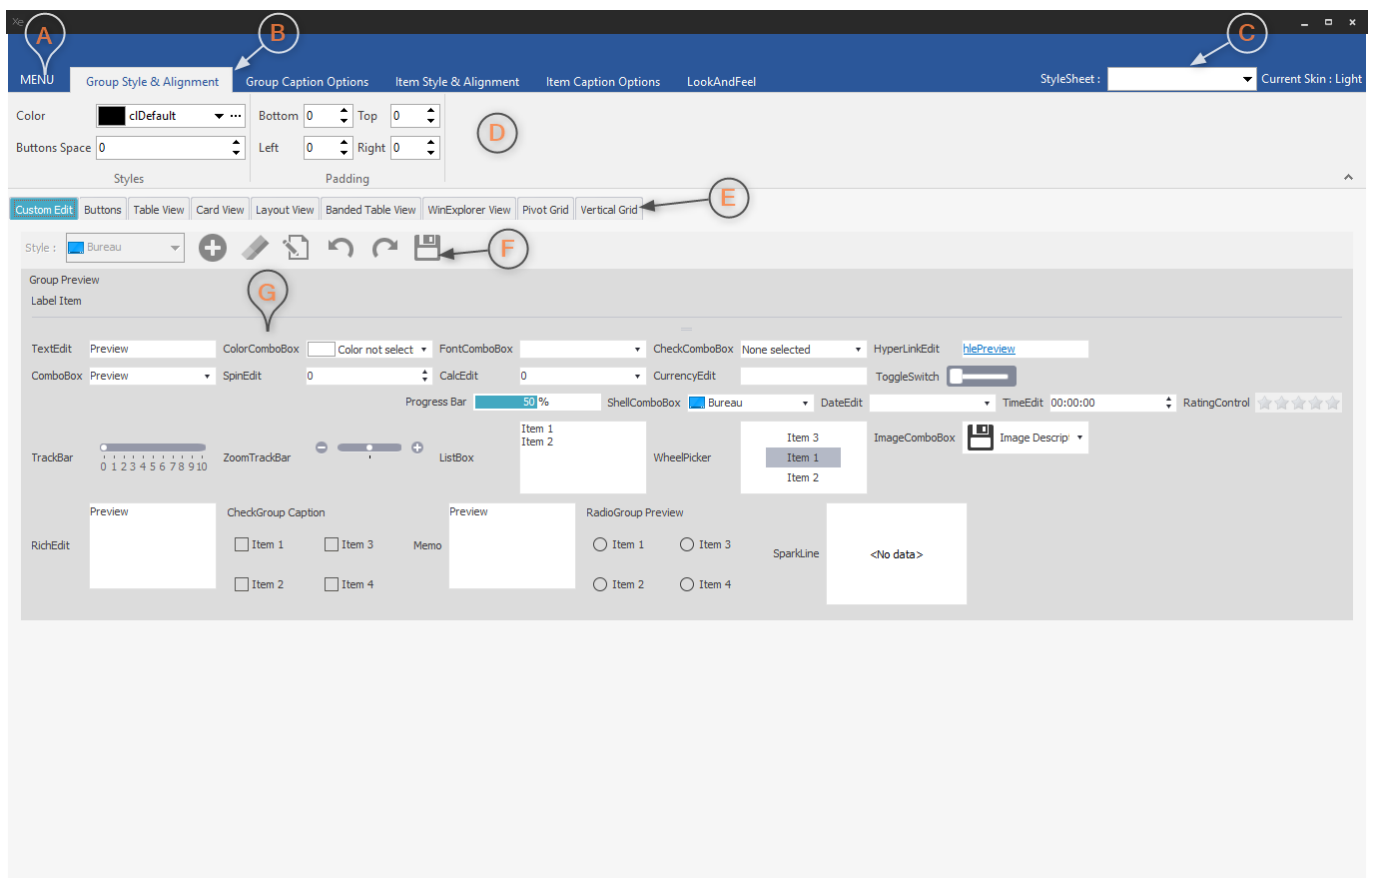 Xe
A
B
C
MENU Group Style & Alignment Group Caption Options Item Style & Alignment Item Caption Options LookAndFeel StyleSheet : Current Skin : Light
Color clDefault ··· Bottom 0 Top 0
D
Buttons Space 0 Left 0 Right 0
Styles Padding
E
Custom Edit Buttons Table View Card View Layout View Banded Table View WinExplorer View Pivot Grid Vertical Grid
Style : Bureau
F
Group Preview
G
Label Item
TextEdit Preview ColorComboBox Color not select FontComboBox CheckComboBox None selected HyperLinkEdit hlePreview
ComboBox Preview SpinEdit 0 CalcEdit 0 CurrencyEdit ToggleSwitch
Progress Bar 50 % ShellComboBox Bureau DateEdit TimeEdit 00:00:00 RatingControl
Item 1
Item 2
Item 3
ImageComboBox Image Descrip
TrackBar 0 1 2 3 4 5 6 7 8 9 10 ZoomTrackBar ListBox WheelPicker Item 1
Item 2
Preview CheckGroup Caption Preview RadioGroup Preview
RichEdit Item 1 Item 3 Memo Item 1 Item 3 SparkLine <No data>
Item 2 Item 4 Item 2 Item 4